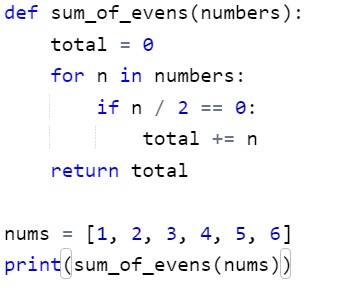 def sum_of_evens(numbers):
    total = 0
    for n in numbers:
        if n / 2 == 0:
            total += n
    return total

nums = [1, 2, 3, 4, 5, 6]
print(sum_of_evens(nums))